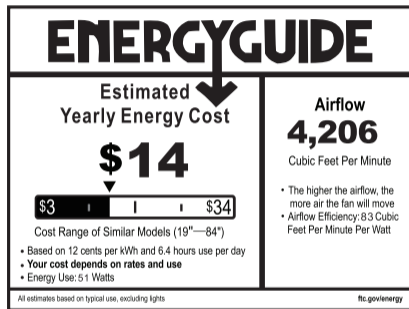 ENERGYGUIDE
Estimated
Yearly Energy Cost
$14
$3
$34
Cost Range of Similar Models (19"—84")
• Based on 12 cents per kWh and 6.4 hours use per day
• Your cost depends on rates and use
• Energy Use: 51 Watts
Airflow
4,206
Cubic Feet Per Minute
• The higher the airflow, the
more air the fan will move
• Airflow Efficiency: 83 Cubic
Feet Per Minute Per Watt
All estimates based on typical use, excluding lights
ftc.gov/energy